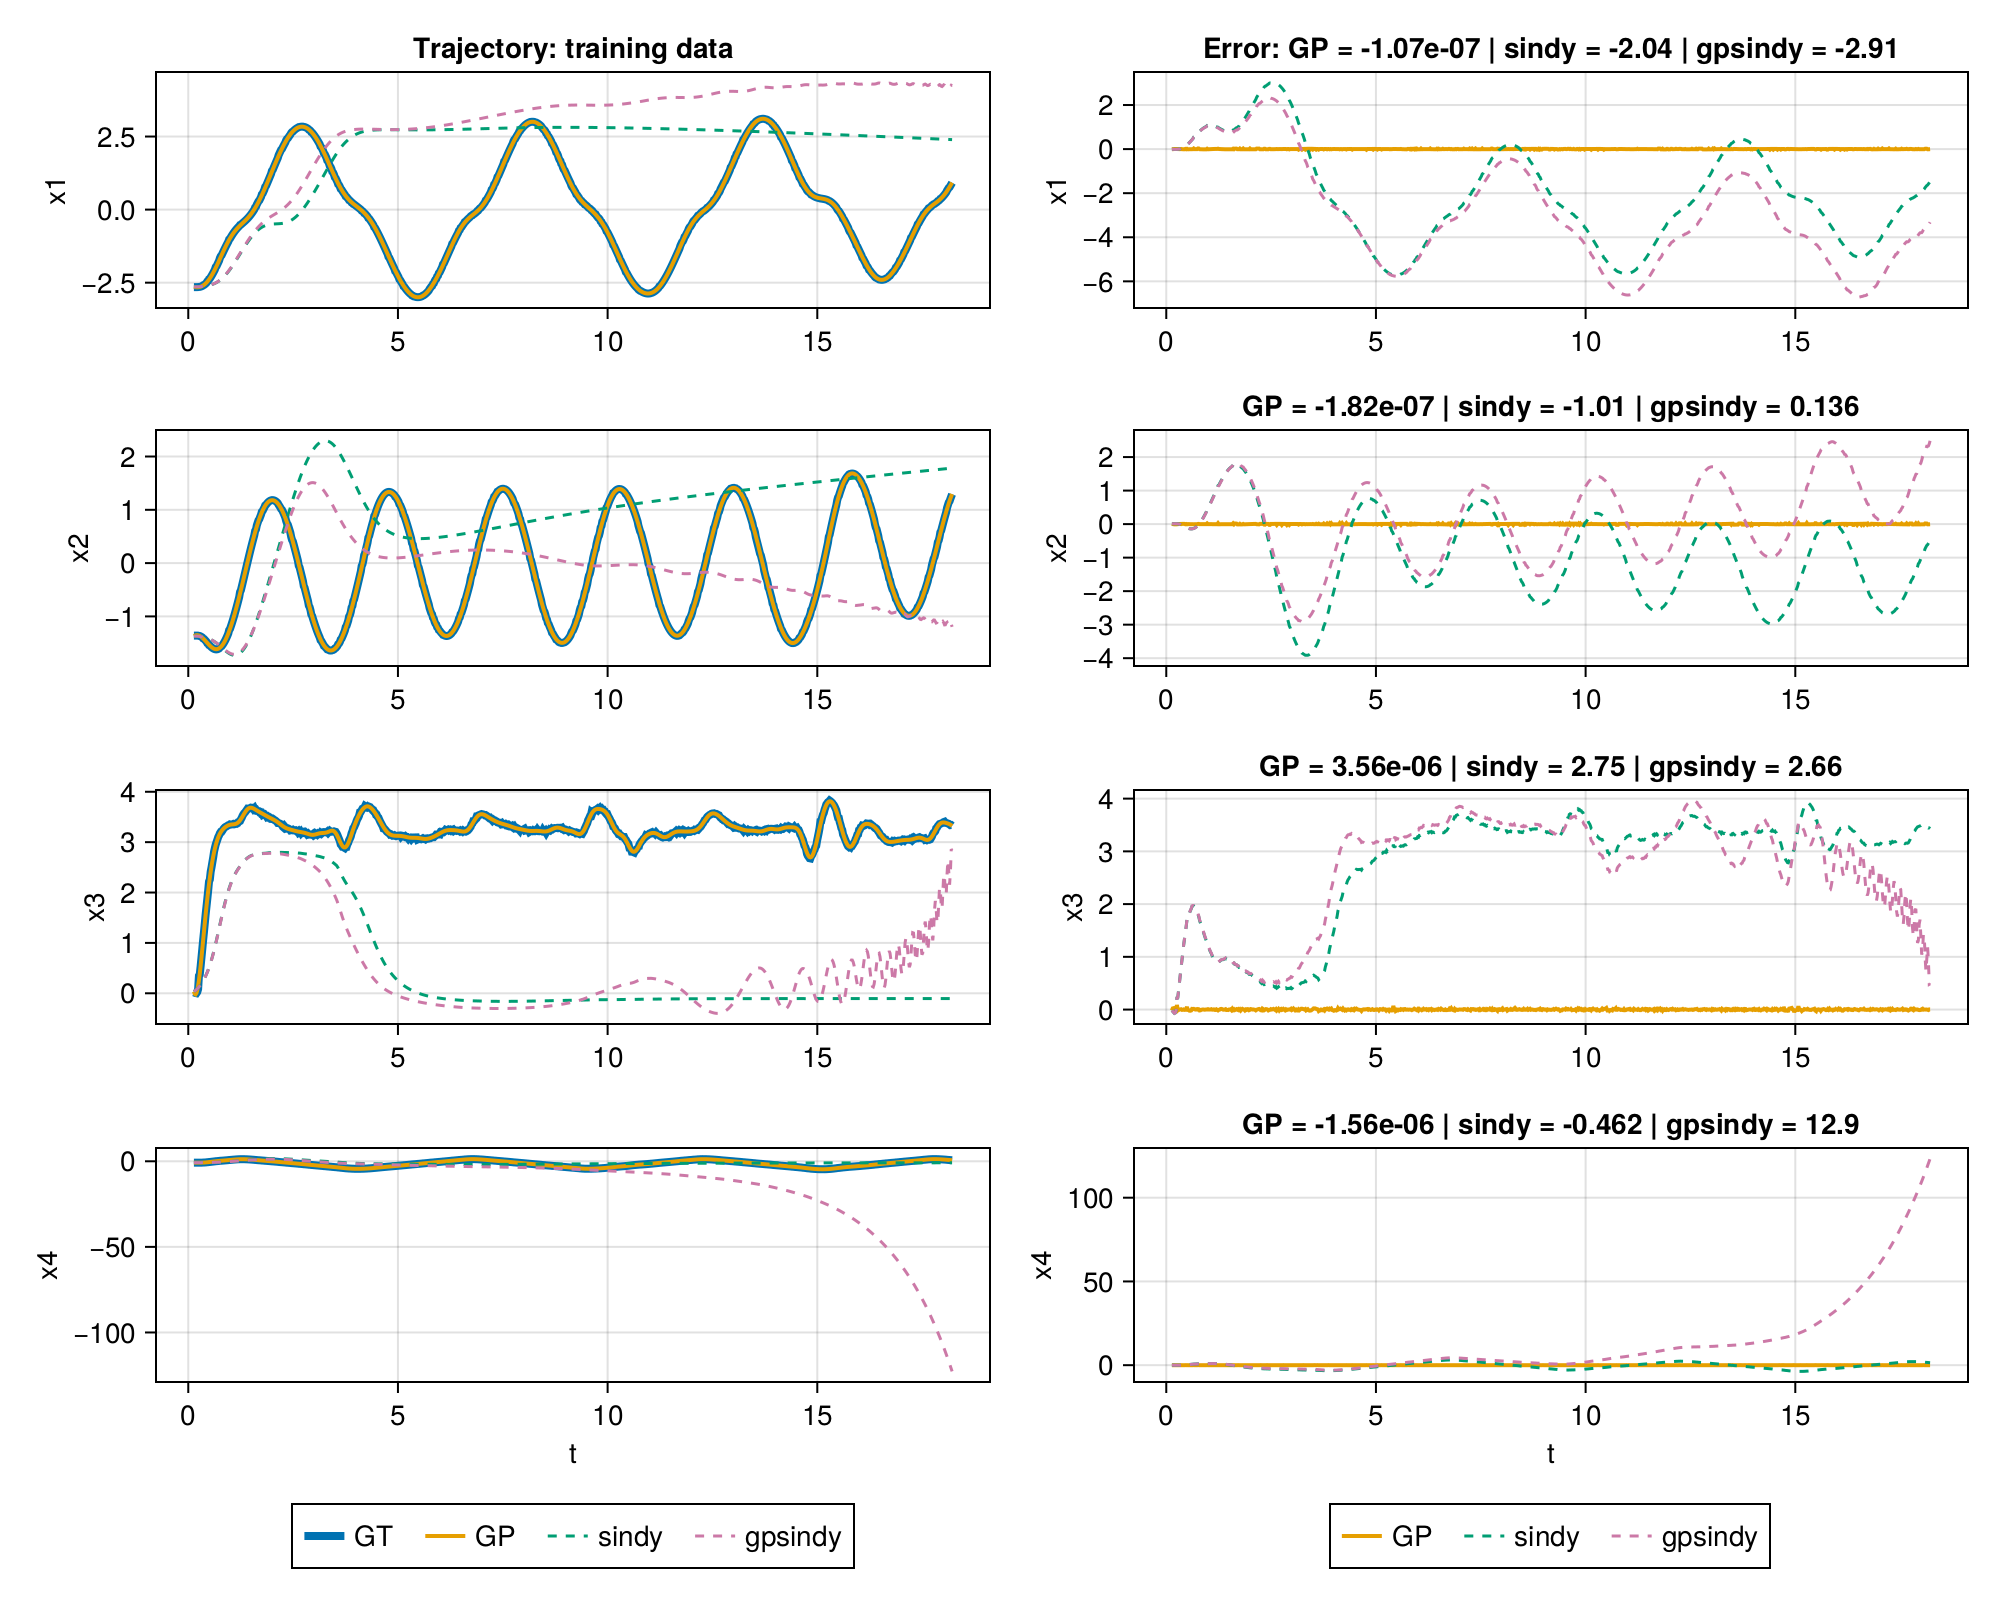 Trajectory: training data
x1
2.5
0.0
−2.5
0 5 10 15
Error: GP = -1.07e-07 | sindy = -2.04 | gpsindy = -2.91
x1
2
0
−2
−4
−6
0 5 10 15
x2
2
1
0
−1
0 5 10 15
GP = -1.82e-07 | sindy = -1.01 | gpsindy = 0.136
x2
2
1
0
−1
−2
−3
−4
0 5 10 15
x3
4
3
2
1
0
0 5 10 15
GP = 3.56e-06 | sindy = 2.75 | gpsindy = 2.66
x3
4
3
2
1
0
0 5 10 15
x4
0
−50
−100
0 5 10 15
t
GP = -1.56e-06 | sindy = -0.462 | gpsindy = 12.9
x4
100
50
0
0 5 10 15
t
GT GP sindy gpsindy
GP sindy gpsindy